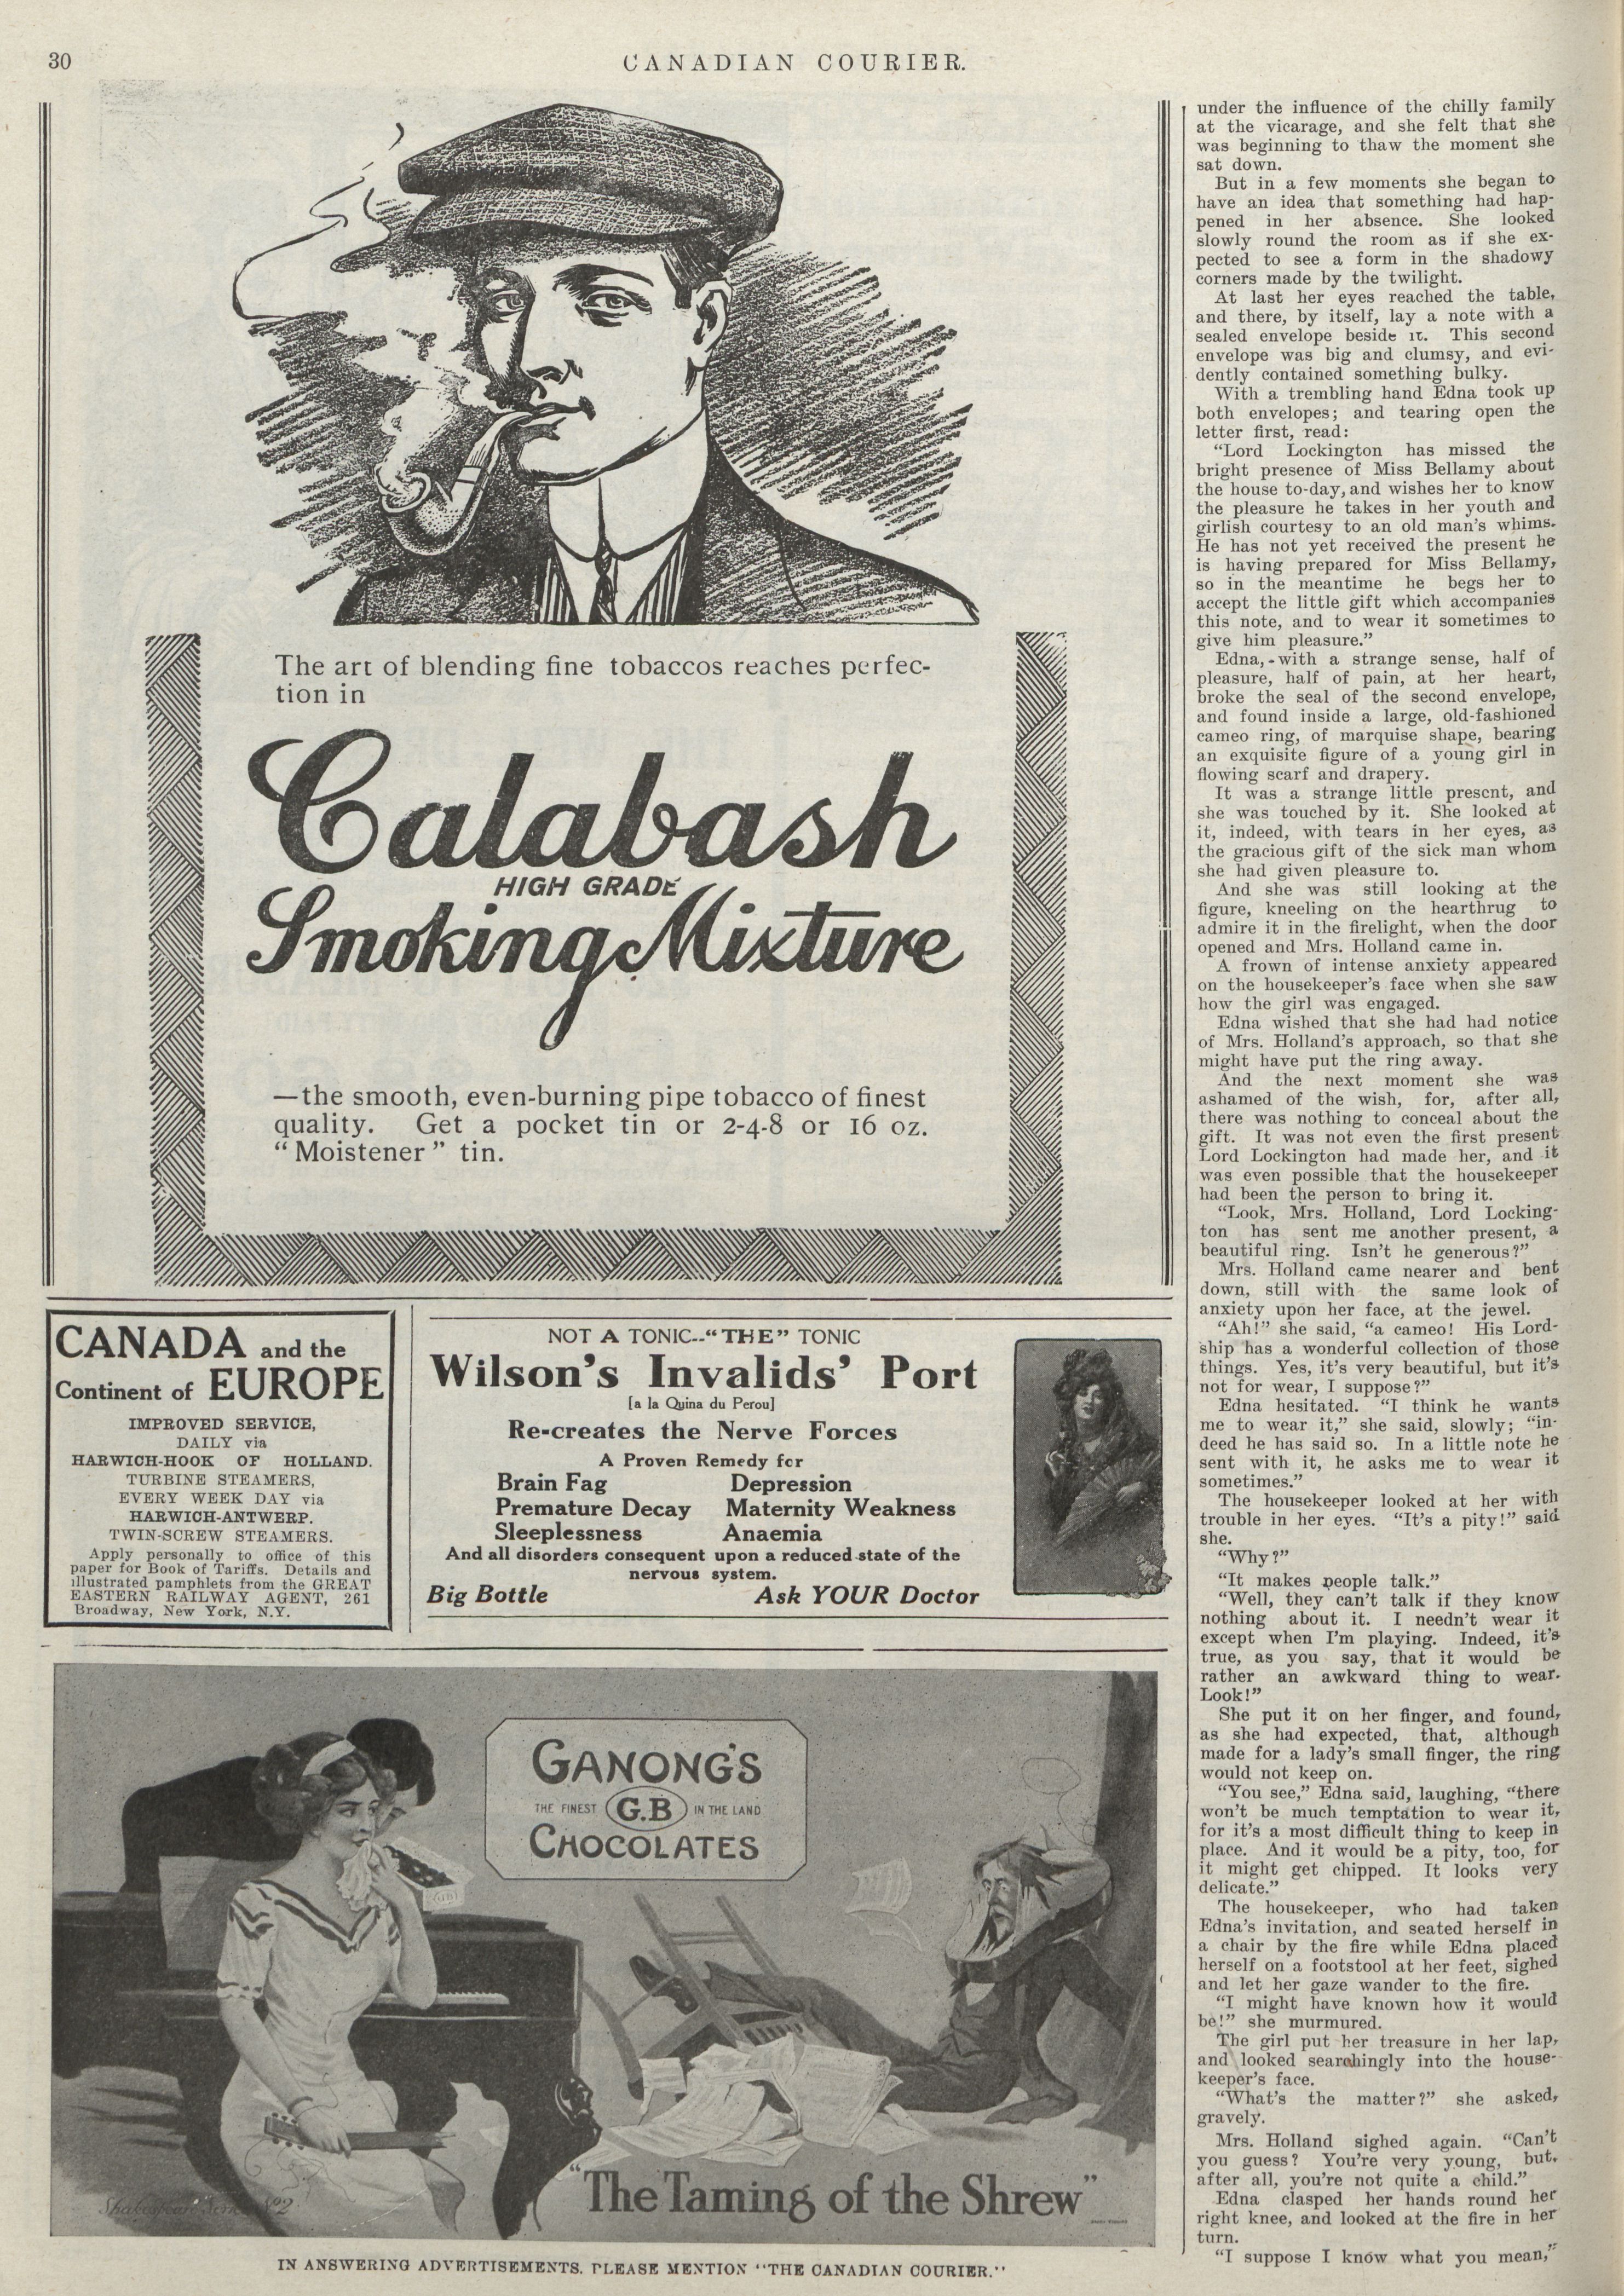 30
CANADIAN COURIER.
The art of blending fine tobaccos reaches perfec-
tion in
Calabash
HIGH GRADE
Smoking Mixture
—the smooth, even-burning pipe tobacco of finest
quality. Get a pocket tin or 2-4-8 or 16 oz.
"Moistener" tin.
CANADA and the
Continent of EUROPE
IMPROVED SERVICE,
DAILY via
HARWICH-HOOK OF HOLLAND.
TURBINE STEAMERS,
EVERY WEEK DAY via
HARWICH-ANTWERP.
TWIN-SCREW STEAMERS.
Apply personally to office of this
paper for Book of Tariffs. Details and
illustrated pamphlets from the GREAT
EASTERN RAILWAY AGENT, 261
Broadway, New York, N.Y.
NOT A TONIC--"THE" TONIC
Wilson's Invalids' Port
[a la Quina du Perou]
Re-creates the Nerve Forces
A Proven Remedy for
Brain Fag Depression
Premature Decay Maternity Weakness
Sleeplessness Anaemia
And all disorders consequent upon a reduced state of the
nervous system.
Big Bottle Ask YOUR Doctor
GANONG'S
THE FINEST G.B IN THE LAND
CHOCOLATES
"The Taming of the Shrew"
Shakespearean Series No 2
IN ANSWERING ADVERTISEMENTS. PLEASE MENTION "THE CANADIAN COURIER."
under the influence of the chilly family
at the vicarage, and she felt that she
was beginning to thaw the moment she
sat down.
But in a few moments she began to
have an idea that something had hap-
pened in her absence. She looked
slowly round the room as if she ex-
pected to see a form in the shadowy
corners made by the twilight.
At last her eyes reached the table,
and there, by itself, lay a note with a
sealed envelope beside it. This second
envelope was big and clumsy, and evi-
dently contained something bulky.
With a trembling hand Edna took up
both envelopes; and tearing open the
letter first, read:
"Lord Lockington has missed the
bright presence of Miss Bellamy about
the house to-day, and wishes her to know
the pleasure he takes in her youth and
girlish courtesy to an old man's whims.
He has not yet received the present he
is having prepared for Miss Bellamy,
so in the meantime he begs her to
accept the little gift which accompanies
this note, and to wear it sometimes to
give him pleasure."
Edna, with a strange sense, half of
pleasure, half of pain, at her heart,
broke the seal of the second envelope,
and found inside a large, old-fashioned
cameo ring, of marquise shape, bearing
an exquisite figure of a young girl in
flowing scarf and drapery.
It was a strange little present, and
she was touched by it. She looked at
it, indeed, with tears in her eyes, as
the gracious gift of the sick man whom
she had given pleasure to.
And she was still looking at the
figure, kneeling on the hearthrug to
admire it in the firelight, when the door
opened and Mrs. Holland came in.
A frown of intense anxiety appeared
on the housekeeper's face when she saw
how the girl was engaged.
Edna wished that she had had notice
of Mrs. Holland's approach, so that she
might have put the ring away.
And the next moment she was
ashamed of the wish, for, after all,
there was nothing to conceal about the
gift. It was not even the first present
Lord Lockington had made her, and it
was even possible that the housekeeper
had been the person to bring it.
"Look, Mrs. Holland, Lord Locking-
ton has sent me another present, a
beautiful ring. Isn't he generous?"
Mrs. Holland came nearer and bent
down, still with the same look of
anxiety upon her face, at the jewel.
"Ah!" she said, "a cameo! His Lord-
ship has a wonderful collection of those
things. Yes, it's very beautiful, but it's
not for wear, I suppose?"
Edna hesitated. "I think he wants
me to wear it," she said, slowly; "in-
deed he has said so. In a little note he
sent with it, he asks me to wear it
sometimes."
The housekeeper looked at her with
trouble in her eyes. "It's a pity!" said
she.
"Why?"
"It makes people talk."
"Well, they can't talk if they know
nothing about it. I needn't wear it
except when I'm playing. Indeed, it's
true, as you say, that it would be
rather an awkward thing to wear.
Look!"
She put it on her finger, and found,
as she had expected, that, although
made for a lady's small finger, the ring
would not keep on.
"You see," Edna said, laughing, "there
won't be much temptation to wear it,
for it's a most difficult thing to keep in
place. And it would be a pity, too, for
it might get chipped. It looks very
delicate."
The housekeeper, who had taken
Edna's invitation, and seated herself in
a chair by the fire while Edna placed
herself on a footstool at her feet, sighed
and let her gaze wander to the fire.
"I might have known how it would
be!" she murmured.
The girl put her treasure in her lap,
and looked searchingly into the house-
keeper's face.
"What's the matter?" she asked,
gravely.
Mrs. Holland sighed again. "Can't
you guess? You're very young, but,
after all, you're not quite a child."
Edna clasped her hands round her
right knee, and looked at the fire in her
turn.
"I suppose I know what you mean,"